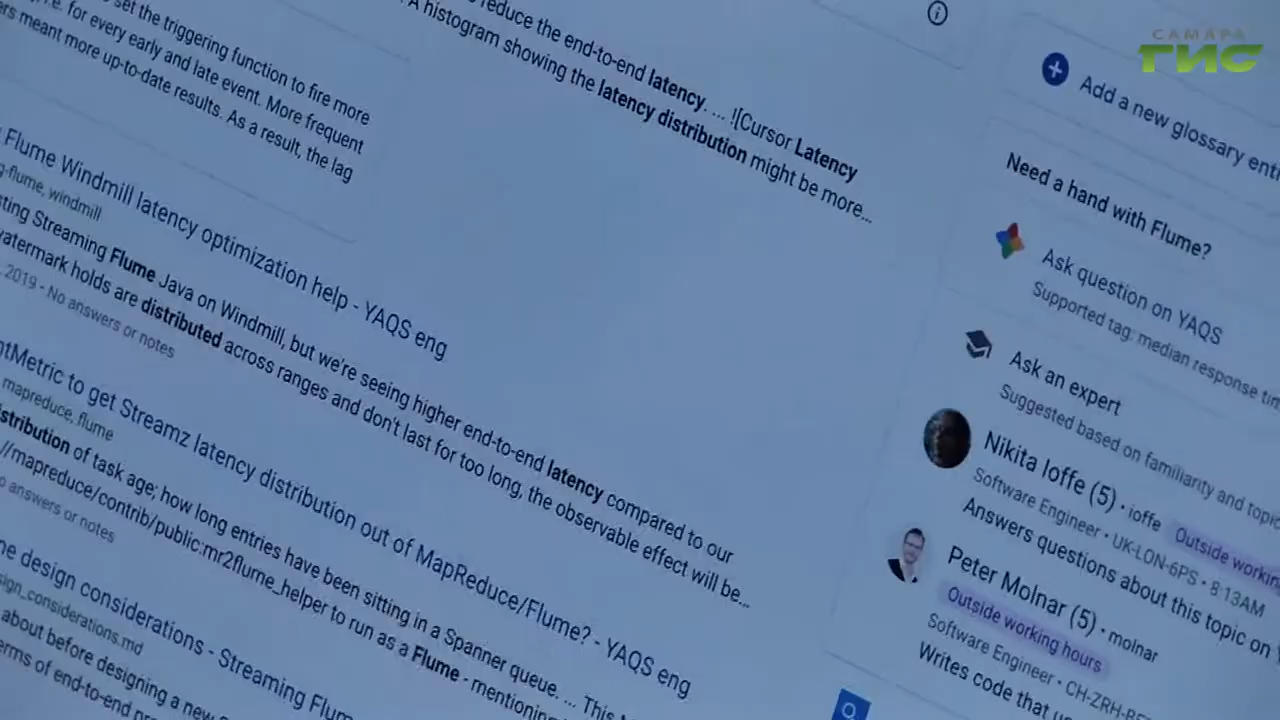 set the triggering function to fire more
for every early and late event. More frequent
meant more up-to-date results. As a result, the lag
Flume Windmill latency optimization help - YAQS eng
flume, windmill
Streaming Flume Java on Windmill, but we're seeing higher end-to-end latency compared to our
watermark holds are distributed across ranges and don't last for too long, the observable effect will be...
2019 - No answers or notes
to get Streamz latency distribution out of MapReduce/Flume? - YAQS eng
mapreduce, flume
distribution of task age; how long entries have been sitting in a Spanner queue. ... This
//mapreduce/contrib/public:mr2flume_helper to run as a Flume - mentioning
answers or notes
design considerations - Streaming Flum
design_considerations.md
about before designing a new
terms of end-to-end
reduce the end-to-end latency. ... ![Cursor Latency
A histogram showing the latency distribution might be more...
САМАРА
ГИС
Add a new glossary
Need a hand with Flume?
Ask question on YAQS
Supported tag: median response
Ask an expert
Suggested based on familiarity and
Nikita Ioffe (5) • ioffe Outside
Software Engineer • UK-LON-6PS • 8:13AM
Answers questions about this topic on
Peter Molnar (5) • molnar
Outside working hours
Software Engineer • CH-ZRH-
Writes code that